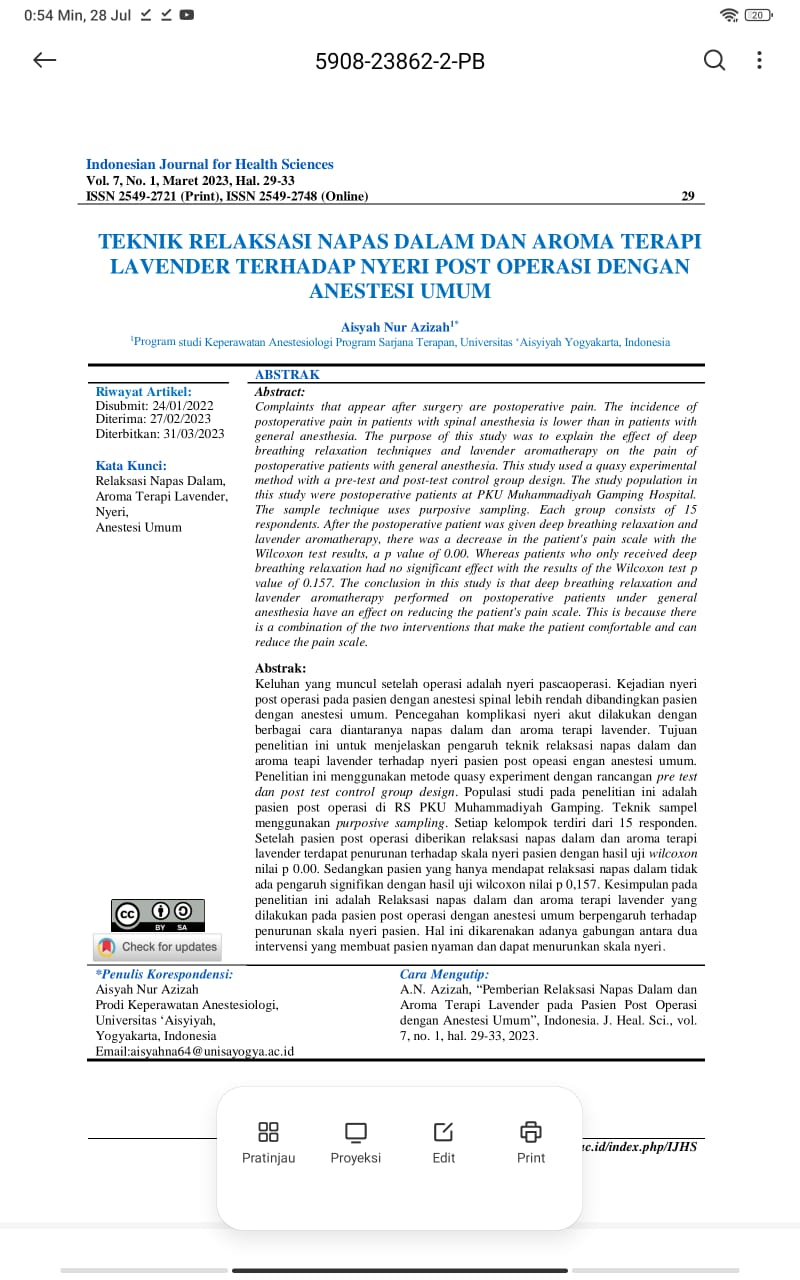 0:54 Min, 28 Jul
20
5908-23862-2-PB
Indonesian Journal for Health Sciences
Vol. 7, No. 1, Maret 2023, Hal. 29-33
ISSN 2549-2721 (Print), ISSN 2549-2748 (Online) 29
TEKNIK RELAKSASI NAPAS DALAM DAN AROMA TERAPI
LAVENDER TERHADAP NYERI POST OPERASI DENGAN
ANESTESI UMUM
Aisyah Nur Azizah1*
1Program studi Keperawatan Anestesiologi Program Sarjana Terapan, Universitas ‘Aisyiyah Yogyakarta, Indonesia
Riwayat Artikel:
Disubmit: 24/01/2022
Diterima: 27/02/2023
Diterbitkan: 31/03/2023
Kata Kunci:
Relaksasi Napas Dalam,
Aroma Terapi Lavender,
Nyeri,
Anestesi Umum
ABSTRAK
Abstract:
Complaints that appear after surgery are postoperative pain. The incidence of
postoperative pain in patients with spinal anesthesia is lower than in patients with
general anesthesia. The purpose of this study was to explain the effect of deep
breathing relaxation techniques and lavender aromatherapy on the pain of
postoperative patients with general anesthesia. This study used a quasy experimental
method with a pre-test and post-test control group design. The study population in
this study were postoperative patients at PKU Muhammadiyah Gamping Hospital.
The sample technique uses purposive sampling. Each group consists of 15
respondents. After the postoperative patient was given deep breathing relaxation and
lavender aromatherapy, there was a decrease in the patient's pain scale with the
Wilcoxon test results, a p value of 0.00. Whereas patients who only received deep
breathing relaxation had no significant effect with the results of the Wilcoxon test p
value of 0.157. The conclusion in this study is that deep breathing relaxation and
lavender aromatherapy performed on postoperative patients under general
anesthesia have an effect on reducing the patient's pain scale. This is because there
is a combination of the two interventions that make the patient comfortable and can
reduce the pain scale.
Abstrak:
Keluhan yang muncul setelah operasi adalah nyeri pascaoperasi. Kejadian nyeri
post operasi pada pasien dengan anestesi spinal lebih rendah dibandingkan pasien
dengan anestesi umum. Pencegahan komplikasi nyeri akut dilakukan dengan
berbagai cara diantaranya napas dalam dan aroma terapi lavender. Tujuan
penelitian ini untuk menjelaskan pengaruh teknik relaksasi napas dalam dan
aroma teapi lavender terhadap nyeri pasien post opeasi engan anestesi umum.
Penelitian ini menggunakan metode quasy experiment dengan rancangan pre test
dan post test control group design. Populasi studi pada penelitian ini adalah
pasien post operasi di RS PKU Muhammadiyah Gamping. Teknik sampel
menggunakan purposive sampling. Setiap kelompok terdiri dari 15 responden.
Setelah pasien post operasi diberikan relaksasi napas dalam dan aroma terapi
lavender terdapat penurunan terhadap skala nyeri pasien dengan hasil uji wilcoxon
nilai p 0.00. Sedangkan pasien yang hanya mendapat relaksasi napas dalam tidak
ada pengaruh signifikan dengan hasil uji wilcoxon nilai p 0,157. Kesimpulan pada
penelitian ini adalah Relaksasi napas dalam dan aroma terapi lavender yang
dilakukan pada pasien post operasi dengan anestesi umum berpengaruh terhadap
penurunan skala nyeri pasien. Hal ini dikarenakan adanya gabungan antara dua
intervensi yang membuat pasien nyaman dan dapat menurunkan skala nyeri.
cc
BY SA
Check for updates
*Penulis Korespondensi:
Aisyah Nur Azizah
Prodi Keperawatan Anestesiologi,
Universitas ‘Aisyiyah,
Yogyakarta, Indonesia
Email:aisyahna64@unisayogya.ac.id
Cara Mengutip:
A.N. Azizah, “Pemberian Relaksasi Napas Dalam dan
Aroma Terapi Lavender pada Pasien Post Operasi
dengan Anestesi Umum”, Indonesia. J. Heal. Sci., vol.
7, no. 1, hal. 29-33, 2023.
c.id/index.php/IJHS
Pratinjau
Proyeksi
Edit
Print